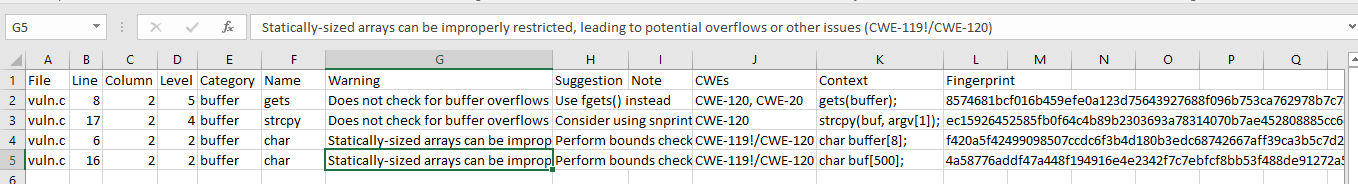 G5 fx Statically-sized arrays can be improperly restricted, leading to potential overflows or other issues (CWE-119!/CWE-120)
A B C D E F G H I J K L M N O P Q
1 File Line Column Level Category Name Warning Suggestion Note CWEs Context Fingerprint
2 vuln.c 8 2 5 buffer gets Does not check for buffer overflows Use fgets() instead CWE-120, CWE-20 gets(buffer); 8574681bcf016b459efe0a123d75643927688f096b753ca762978b7c7
3 vuln.c 17 2 4 buffer strcpy Does not check for buffer overflows Consider using snprint CWE-120 strcpy(buf, argv[1]); ec15926452585fb0f64c4b89b2303693a78314070b7ae452808885cc6
4 vuln.c 6 2 2 buffer char Statically-sized arrays can be improp Perform bounds check CWE-119!/CWE-120 char buffer[8]; f420a5f42499098507ccdc6f3b4d180b3edc68742667aff39ca3b5c7d2
5 vuln.c 16 2 2 buffer char Statically-sized arrays can be improp Perform bounds check CWE-119!/CWE-120 char buf[500]; 4a58776addf47a448f194916e4e2342f7c7ebfcf8bb53f488de91272a5
6